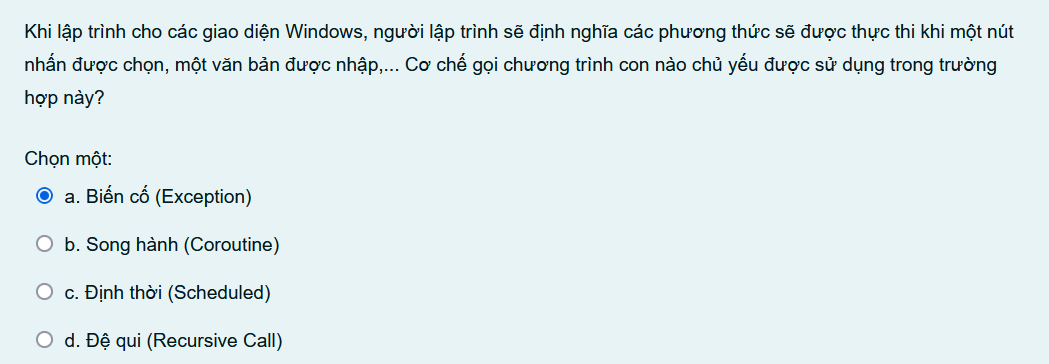 Khi lập trình cho các giao diện Windows, người lập trình sẽ định nghĩa các phương thức sẽ được thực thi khi một nút
nhấn được chọn, một văn bản được nhập,... Cơ chế gọi chương trình con nào chủ yếu được sử dụng trong trường
hợp này?
Chọn một:
a. Biến cố (Exception)
b. Song hành (Coroutine)
c. Định thời (Scheduled)
d. Đệ qui (Recursive Call)